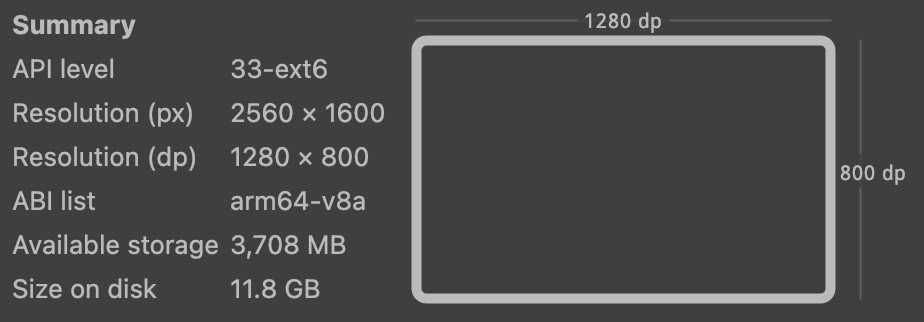 Summary
API level 33-ext6
Resolution (px) 2560 × 1600
Resolution (dp) 1280 × 800
ABI list arm64-v8a
Available storage 3,708 MB
Size on disk 11.8 GB
1280 dp
800 dp